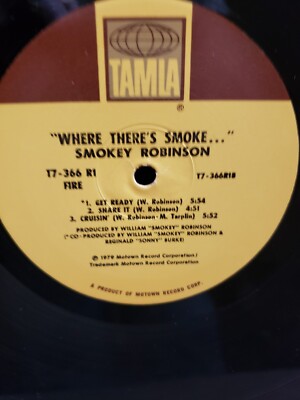 TAMLA
®
"WHERE THERE'S SMOKE..."
SMOKEY ROBINSON
T7-366 R1
T7-366R1B
FIRE
*1. GET READY (W. Robinson) 5:54
2. SHARE IT (W. Robinson) 4:51
3. CRUISIN' (W. Robinson-M. Tarplin) 5:52
PRODUCED BY WILLIAM "SMOKEY" ROBINSON
(*CO-PRODUCED BY WILLIAM "SMOKEY" ROBINSON &
REGINALD "SONNY" BURKE)
℗ 1979 Motown Record Corporation/
Trademark Motown Record Corporation
A PRODUCT OF MOTOWN RECORD CORP.